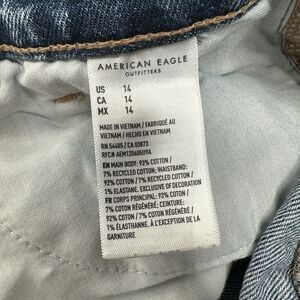 AMERICAN EAGLE
OUTFITTERS
US 14
CA 14
MX 14
MADE IN VIETNAM / FABRIQUÉ AU
VIETNAM / HECHO EN VIETNAM
RN 54485 / CA 03873
EN MAIN BODY: 93% COTTON /
7% RECYCLED COTTON; WAISTBAND:
92% COTTON / 7% RECYCLED COTTON /
1% ELASTANE. EXCLUSIVE OF DECORATION
FR CORPS PRINCIPAL: 93% COTON /
7% COTON RÉGÉNÉRÉ; CEINTURE:
92% COTON / 7% COTON RÉGÉNÉRÉ /
1% ÉLASTHANNE. À L'EXCEPTION DE LA
GARNITURE